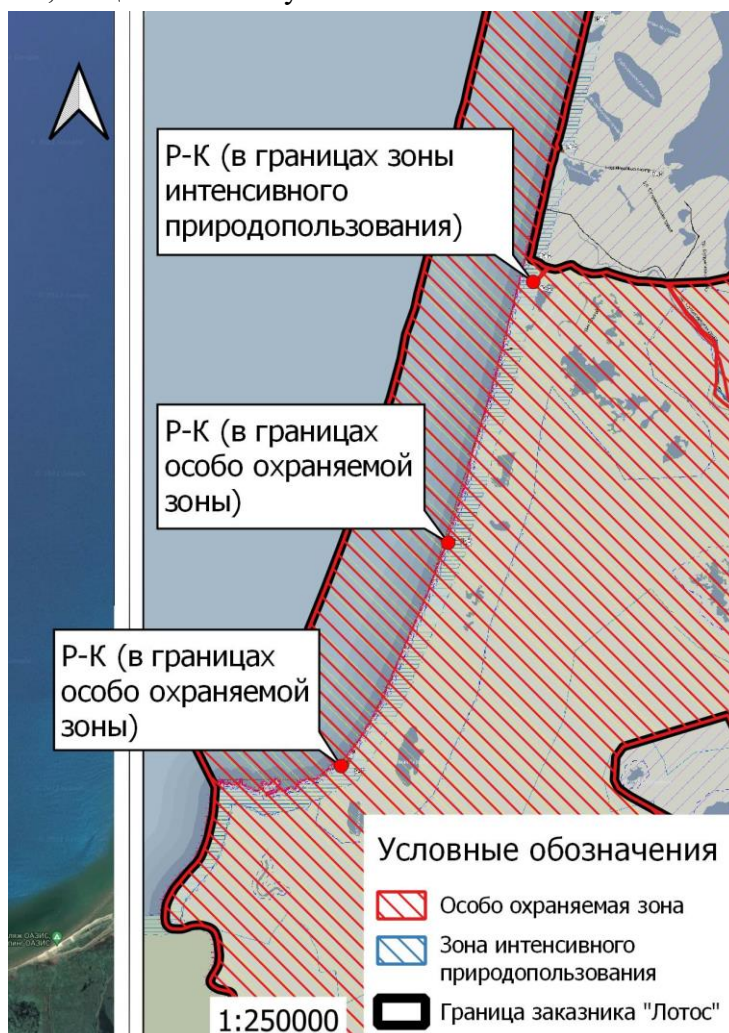 Р-К (в границах зоны
интенсивного
природопользования)
Р-К (в границах
особо охраняемой
зоны)
Р-К (в границах
особо охраняемой
зоны)
Условные обозначения
Особо охраняемая зона
Зона интенсивного
природопользования
Граница заказника "Лотос"
1:250000